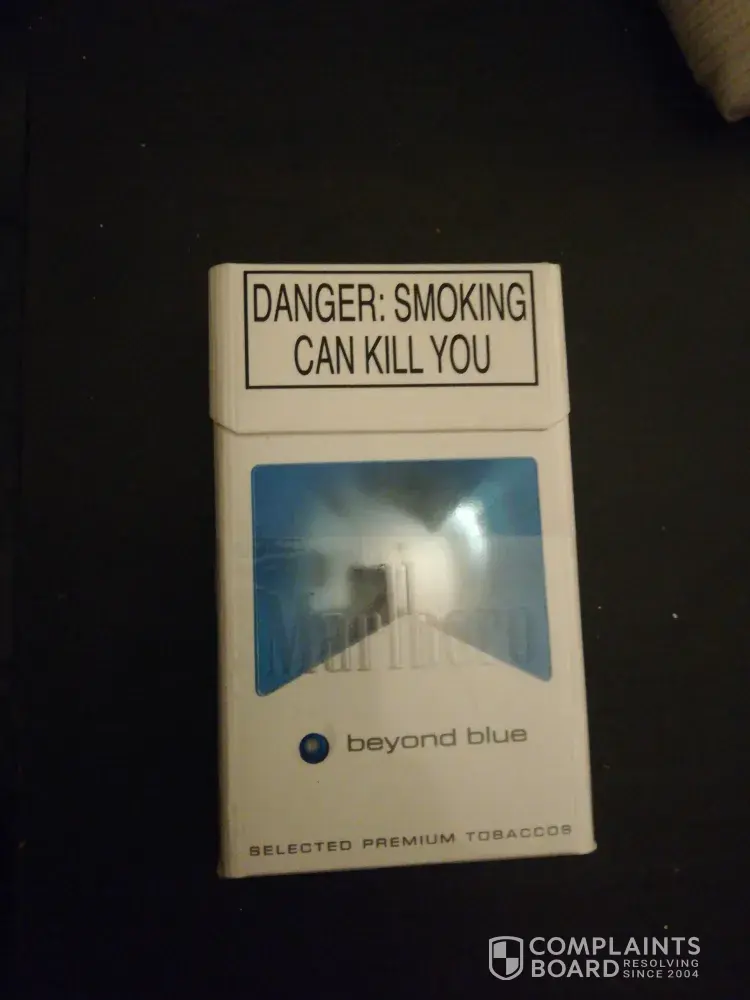 DANGER: SMOKING
CAN KILL YOU
Marlboro
beyond blue
SELECTED PREMIUM TOBACCOS
COMPLAINTS
BOARD RESOLVING
SINCE 2004